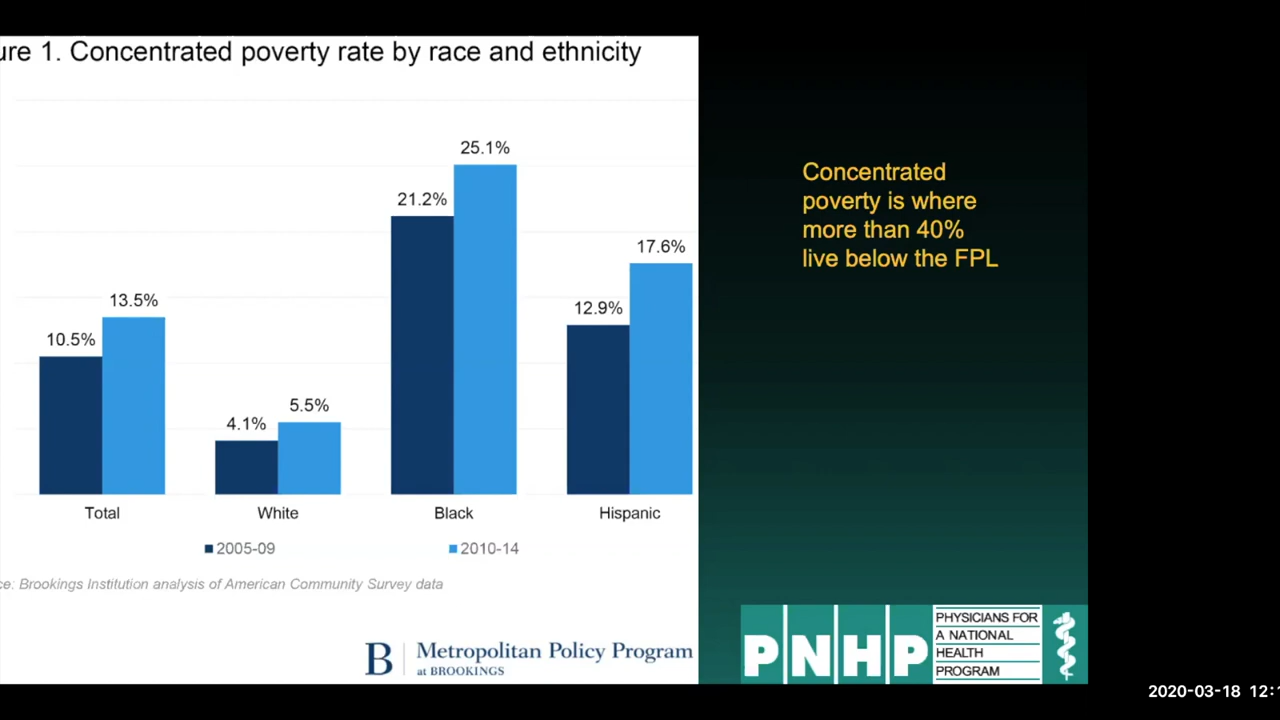 ure 1. Concentrated poverty rate by race and ethnicity
25.1%
21.2%
17.6%
13.5%
12.9%
10.5%
5.5%
4.1%
Total White Black Hispanic
2005-09 2010-14
ce: Brookings Institution analysis of American Community Survey data
B Metropolitan Policy Program
at BROOKINGS
Concentrated
poverty is where
more than 40%
live below the FPL
PNHP
PHYSICIANS FOR
A NATIONAL
HEALTH
PROGRAM
2020-03-18 12:1